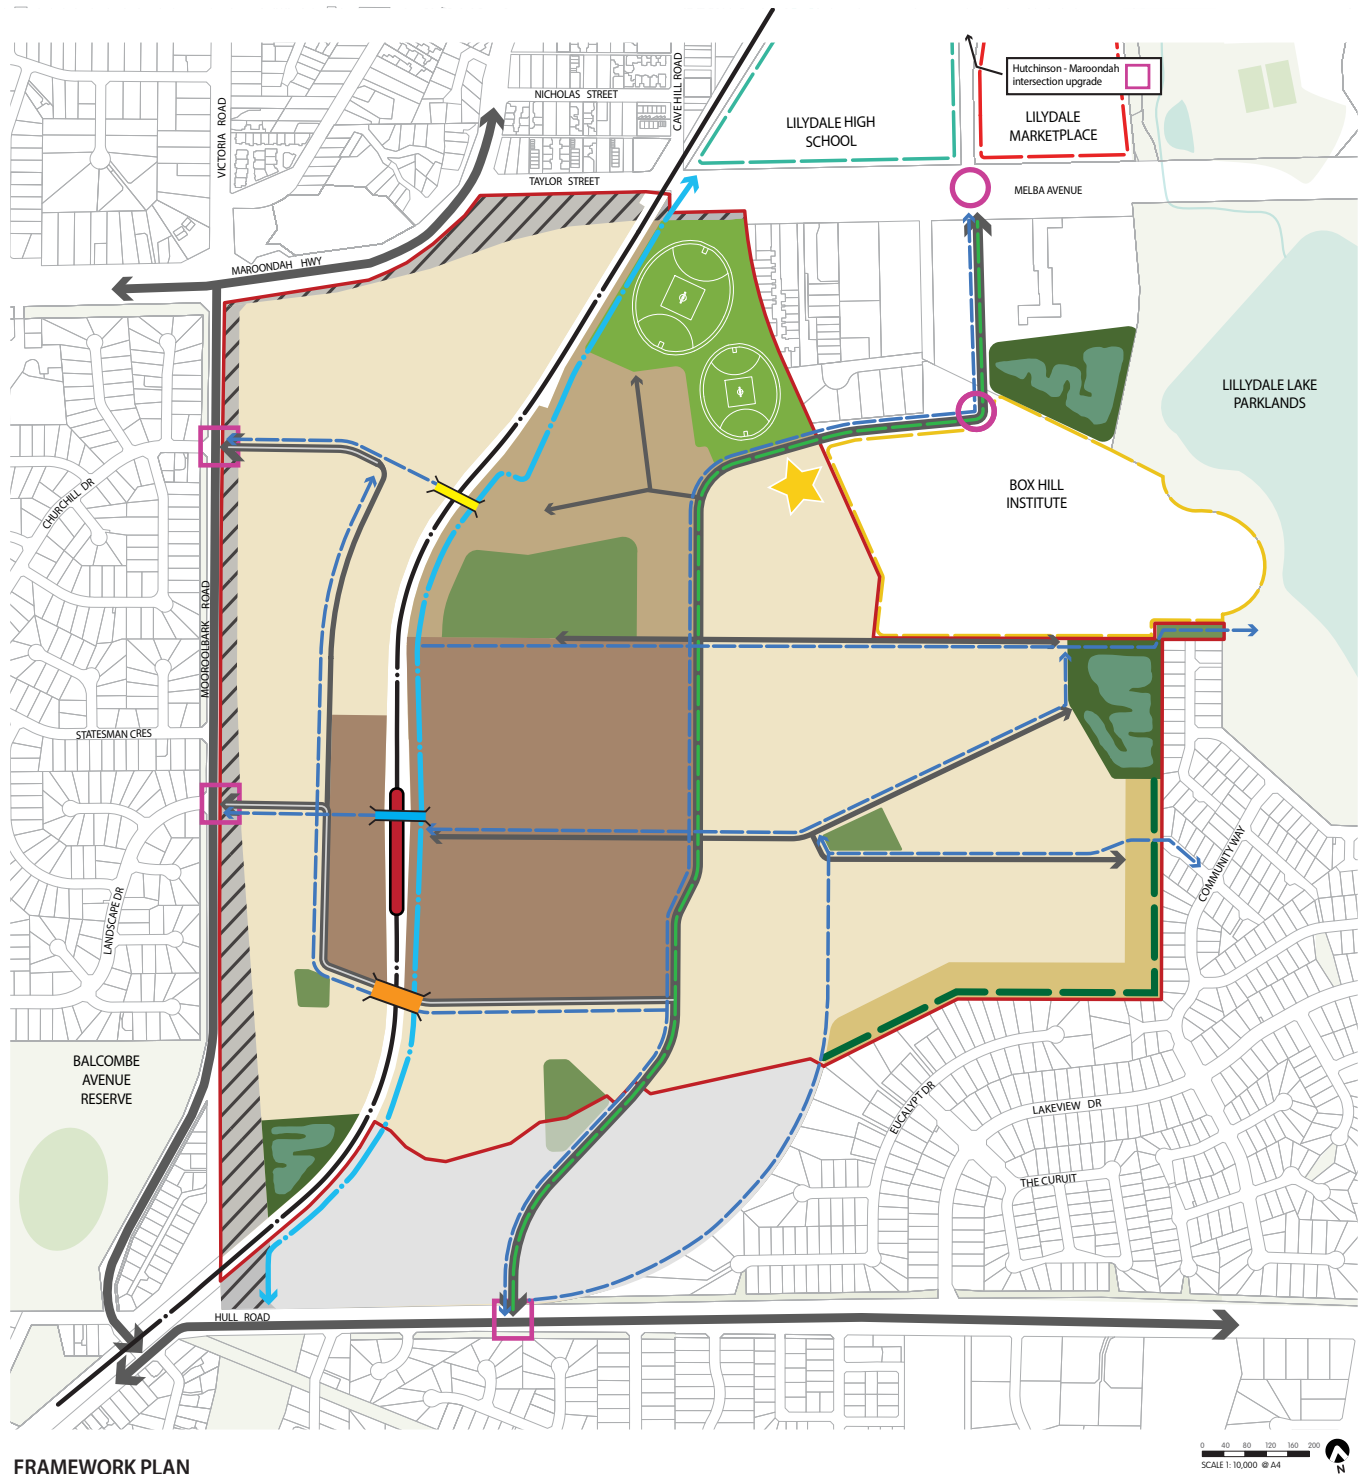 Hutchinson - Maroondah
intersection upgrade
NICHOLAS STREET
CAVEHILL ROAD
VICTORIA ROAD
LILYDALE HIGH
SCHOOL
LILYDALE
MARKETPLACE
TAYLOR STREET
MELBA AVENUE
MAROONDAH HWY
LILLYDALE LAKE
PARKLANDS
BOX HILL
INSTITUTE
CHURCHILL DR
MOOROOLBARK ROAD
STATESMAN CRES
COMMUNITY WAY
LANDSCAPE DR
BALCOMBE
AVENUE
RESERVE
EUCALYPT DR
LAKEVIEW DR
THE CURUIT
HULL ROAD
FRAMEWORK PLAN
0 40 80 120 160 200
SCALE 1: 10,000 @ A4
N